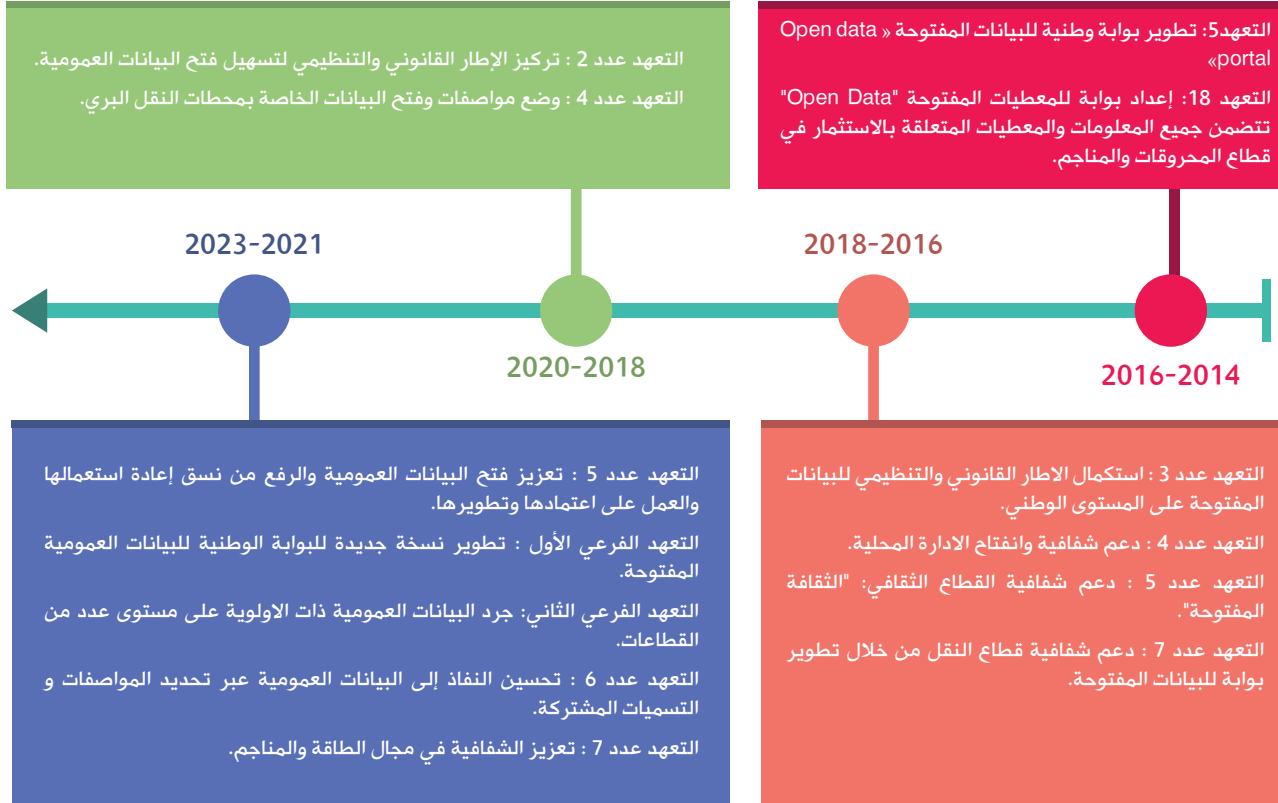 التعهد5: تطوير بوابة وطنية للبيانات المفتوحة « Open data
portal»
التعهد 18: إعداد بوابة للمعطيات المفتوحة "Open Data"
تتضمن جميع المعلومات والمعطيات المتعلقة بالاستثمار في
قطاع المحروقات والمناجم.
التعهد عدد 2 : تركيز الإطار القانوني والتنظيمي لتسهيل فتح البيانات العمومية.
التعهد عدد 4 : وضع مواصفات وفتح البيانات الخاصة بمحطات النقل البري.
2016-2014
2018-2016
2020-2018
2023-2021
التعهد عدد 3 : استكمال الاطار القانوني والتنظيمي للبيانات
المفتوحة على المستوى الوطني.
التعهد عدد 4 : دعم شفافية وانفتاح الادارة المحلية.
التعهد عدد 5 : دعم شفافية القطاع الثقافي: "الثقافة
المفتوحة".
التعهد عدد 7 : دعم شفافية قطاع النقل من خلال تطوير
بوابة للبيانات المفتوحة.
التعهد عدد 5 : تعزيز فتح البيانات العمومية والرفع من نسق إعادة استعمالها
والعمل على اعتمادها وتطويرها.
التعهد الفرعي الأول : تطوير نسخة جديدة للبوابة الوطنية للبيانات العمومية
المفتوحة.
التعهد الفرعي الثاني: جرد البيانات العمومية ذات الاولوية على مستوى عدد من
القطاعات.
التعهد عدد 6 : تحسين النفاذ إلى البيانات العمومية عبر تحديد المواصفات و
التسميات المشتركة.
التعهد عدد 7 : تعزيز الشفافية في مجال الطاقة والمناجم.